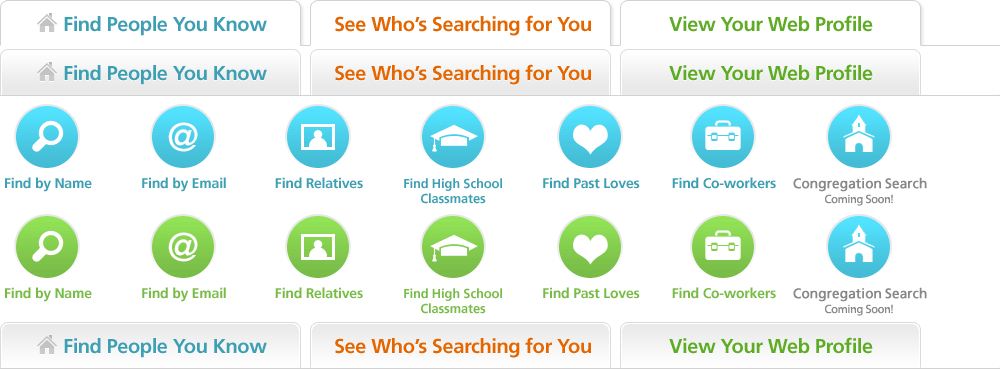 Find People You Know See Who's Searching for You View Your Web Profile
Find People You Know See Who's Searching for You View Your Web Profile
Find by Name Find by Email Find Relatives Find High School Find Past Loves Find Co-workers Congregation Search
Classmates Coming Soon!
Find by Name Find by Email Find Relatives Find High School Find Past Loves Find Co-workers Congregation Search
Classmates Coming Soon!
Find People You Know See Who's Searching for You View Your Web Profile